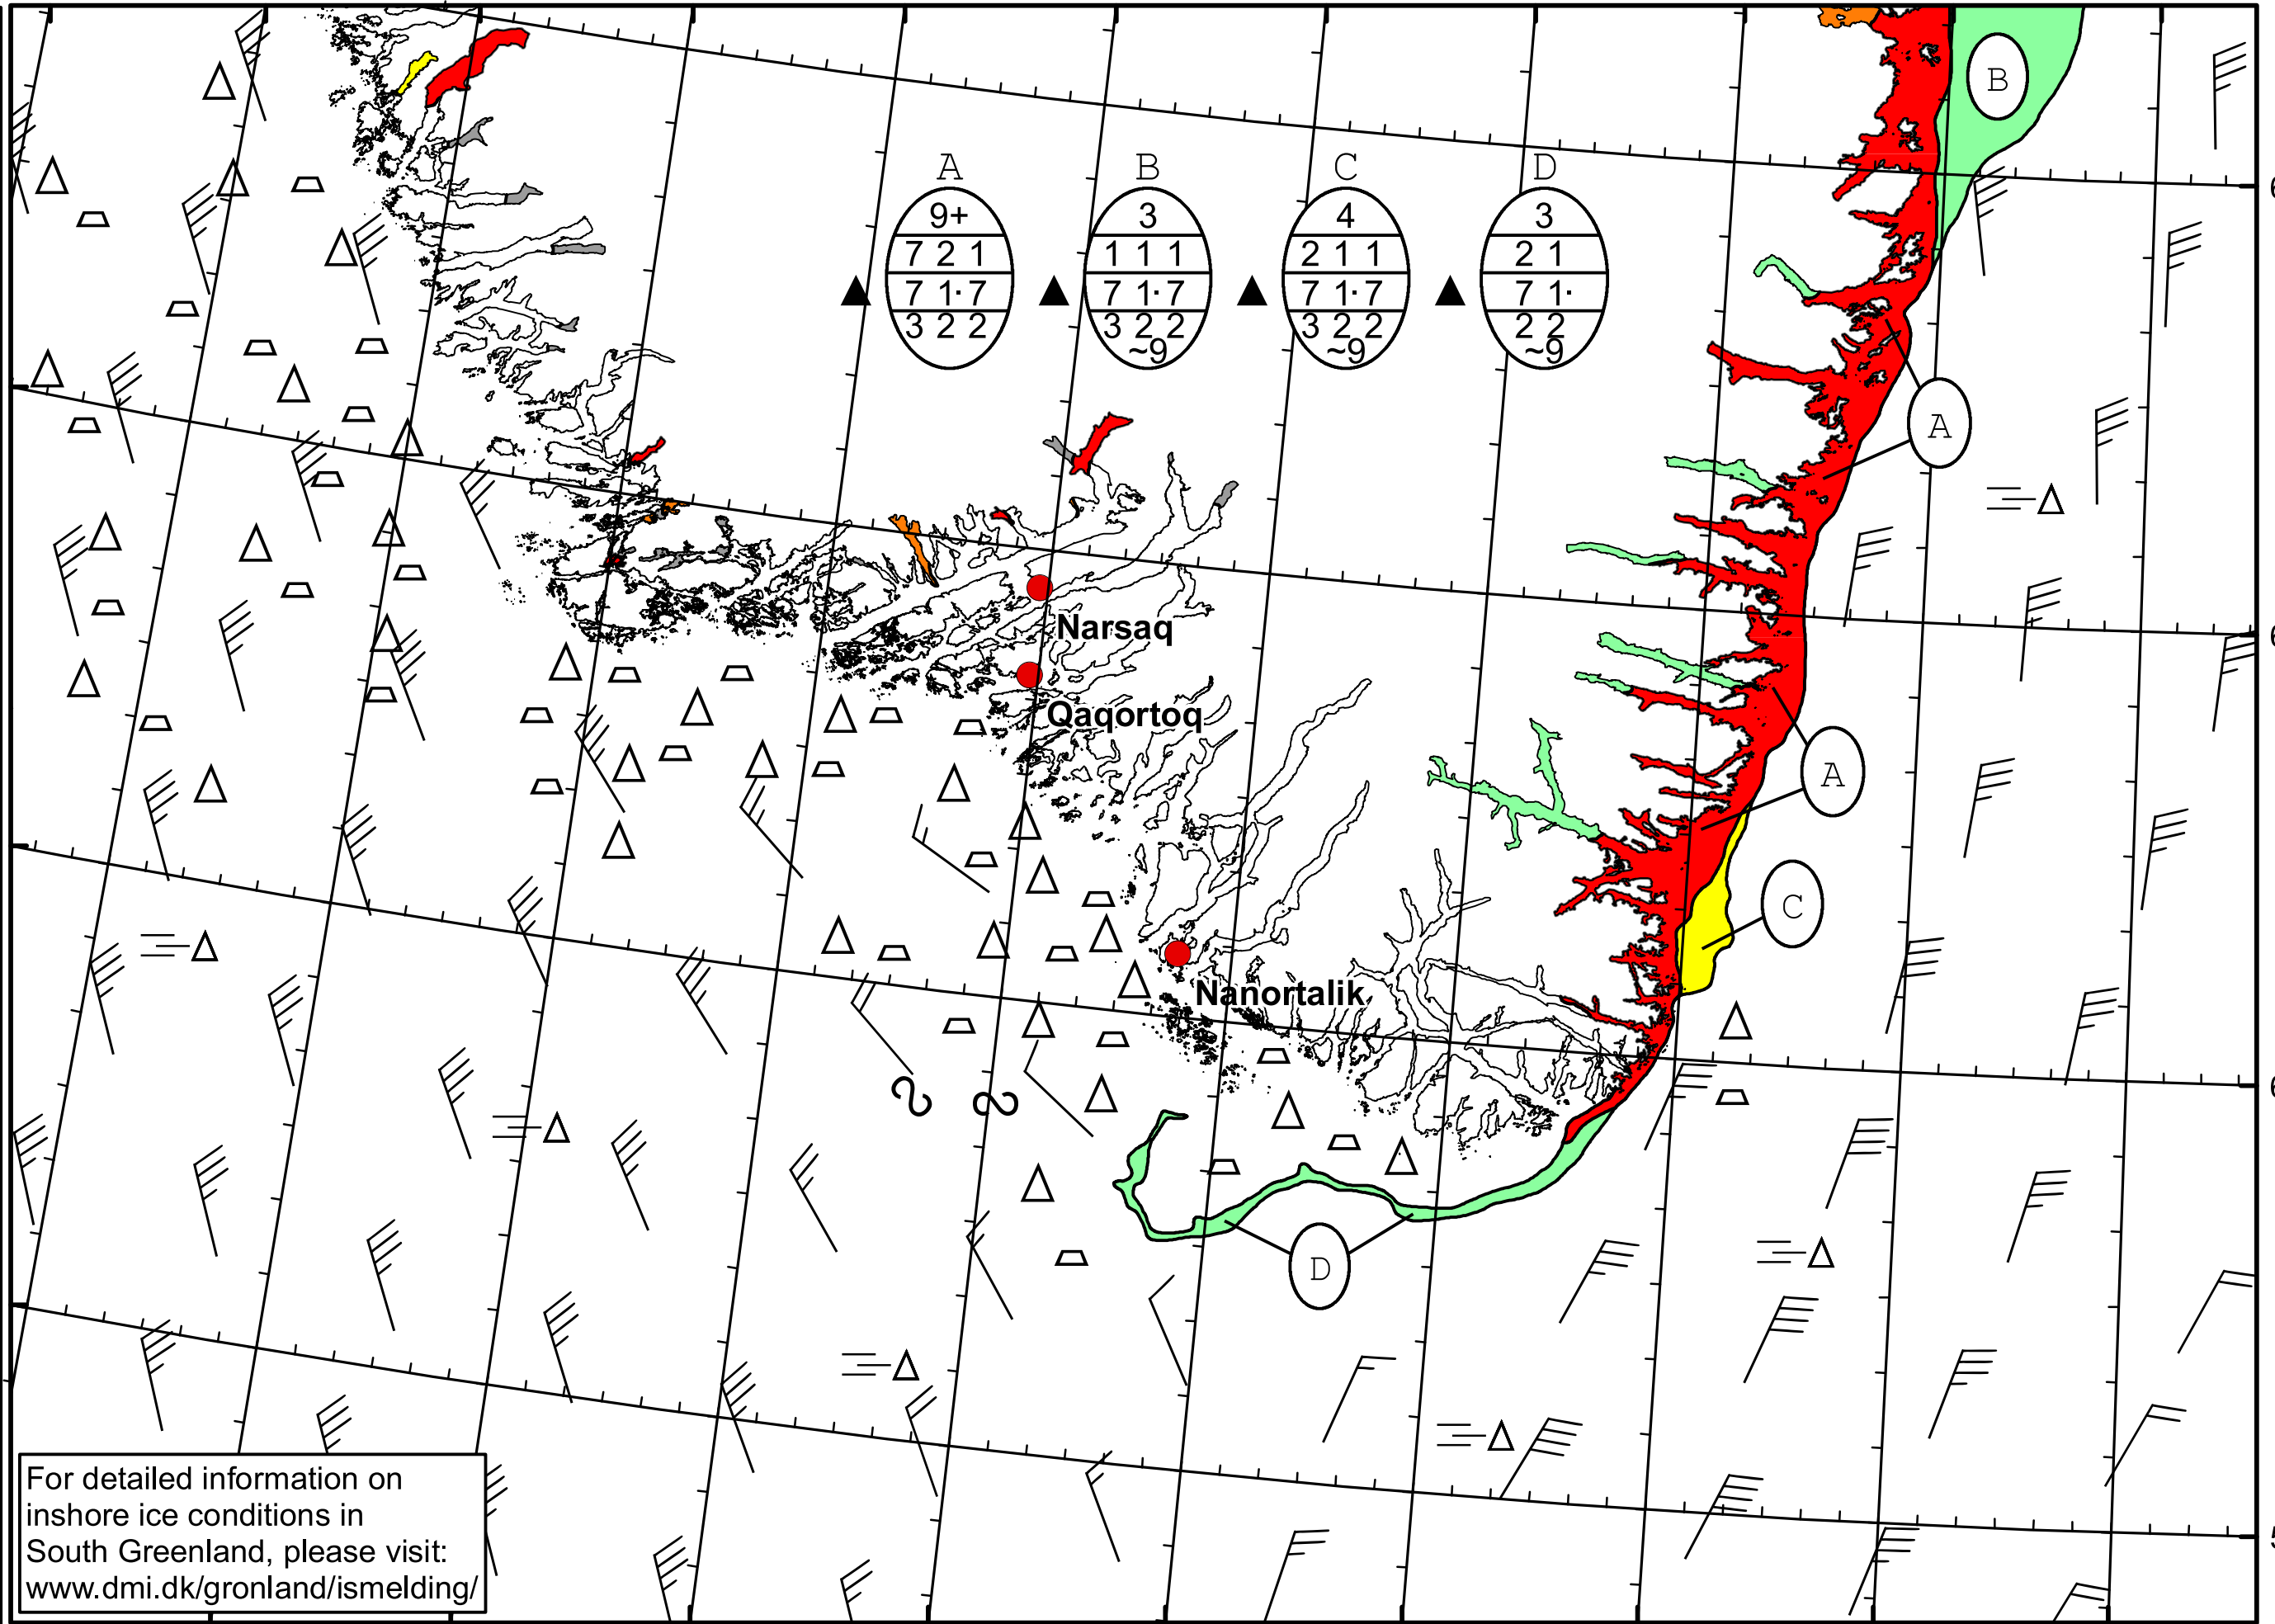 B
A B C D
9+ 3 4 3
7 2 1 1 1 1 2 1 1 2 1
7 1·7 7 1·7 7 1·7 7 1·
3 2 2 3 2 2 3 2 2 2 2
~9 ~9 ~9
A
Narsaq
Qaqortoq
A
C
Nanortalik
D
For detailed information on
inshore ice conditions in
South Greenland, please visit:
www.dmi.dk/gronland/ismelding/